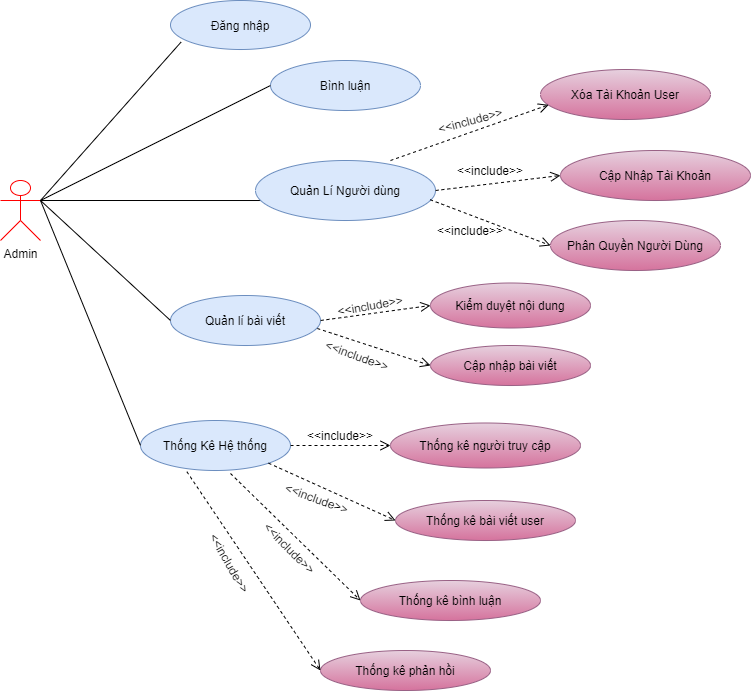 Đăng nhập
Bình luận
Xóa Tài Khoản User
<<include>>
<<include>>
Cập Nhập Tài Khoản
Quản Lí Người dùng
<<include>>
Phân Quyền Người Dùng
Admin
Quản lí bài viết
<<include>>
Kiểm duyệt nội dung
<<include>>
Cập nhập bài viết
Thống Kê Hệ thống
<<include>>
Thống kê người truy cập
<<include>>
Thống kê bài viết user
<<include>>
<<include>>
Thống kê bình luận
Thống kê phản hồi